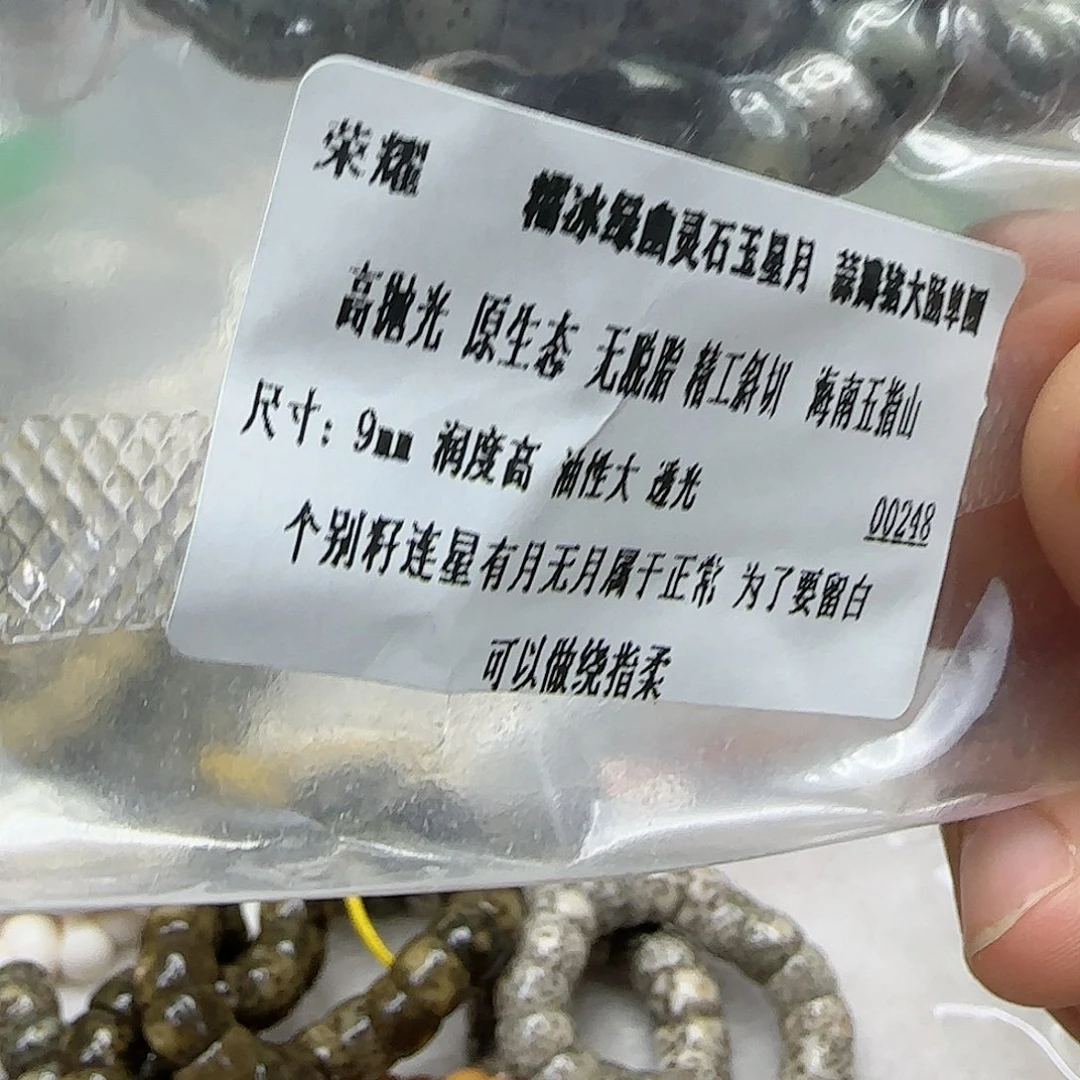 荣耀
糯冰绿幽灵石玉星月 蒜瓣猪大肠单圈
高抛光 原生态 无脱脂 精工斜切 海南五指山
尺寸: 9mm 润度高 油性大 透光
00248
个别籽连星有月无月属于正常 为了要留白
可以做绕指柔